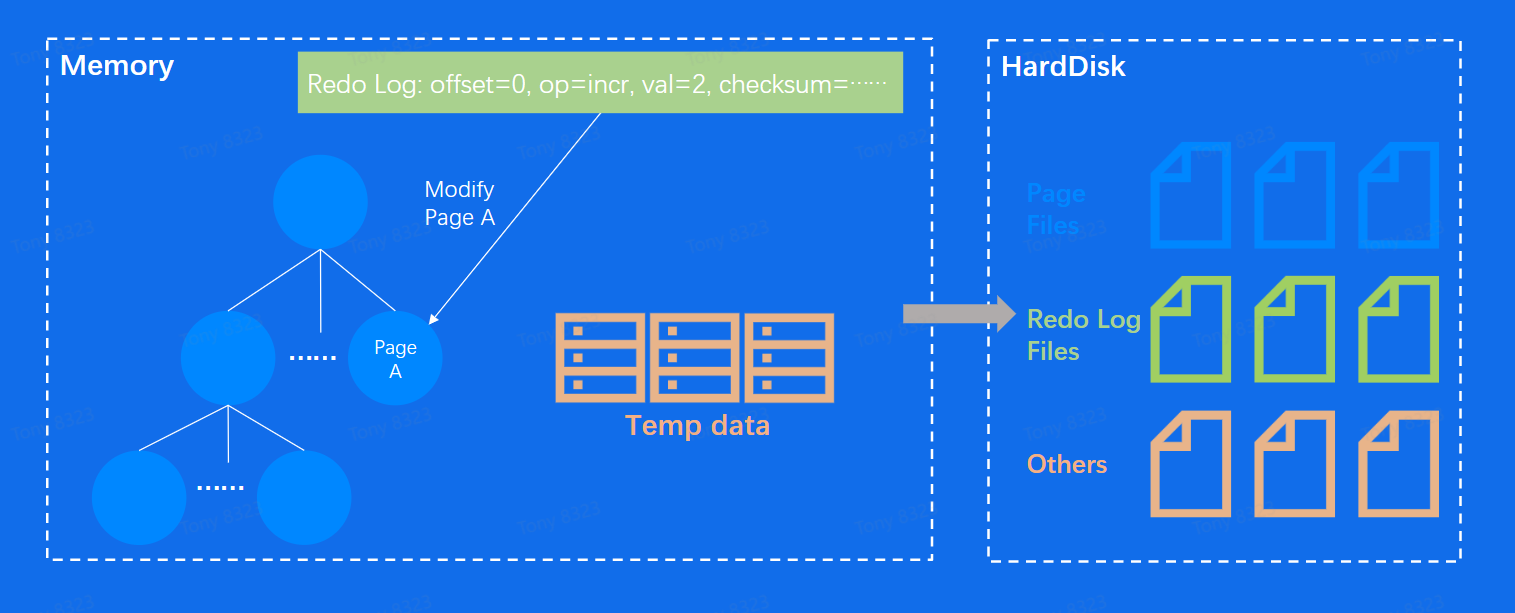 Memory
Redo Log: offset=0, op=incr, val=2, checksum=······
Modify
Page A
······
Page
A
······
Temp data
HardDisk
Page
Files
Redo Log
Files
Others
Tony 8323